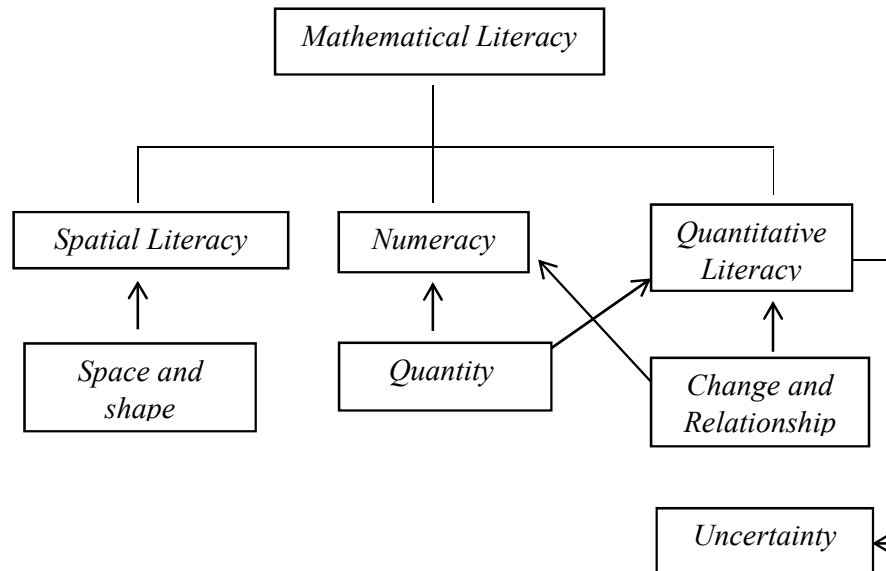 Mathematical Literacy
Spatial Literacy
Numeracy
Quantitative
Literacy
Space and
shape
Quantity
Change and
Relationship
Uncertainty